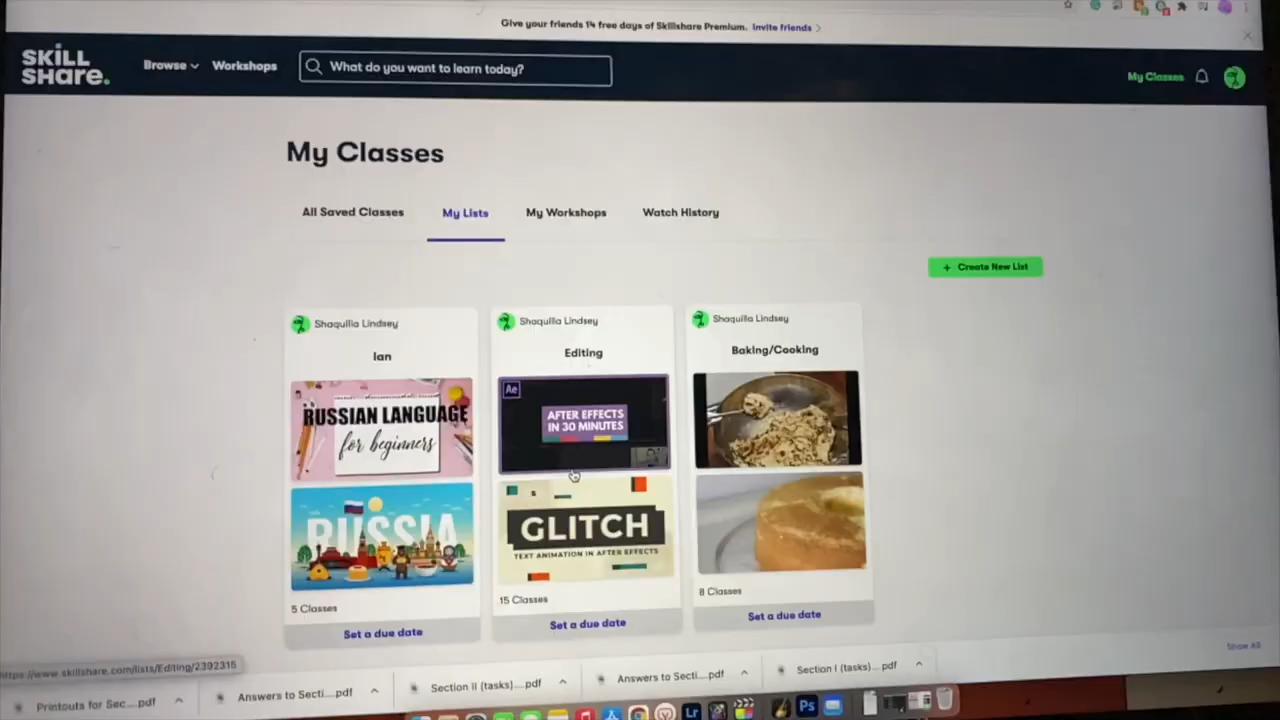 Give your friends 14 free days of Skillshare Premium. Invite friends
SKILL
SHare.
Browse
Workshops
What do you want to learn today?
My Classes
My Classes
All Saved Classes
My Lists
My Workshops
Watch History
+ Create New List
Shaquilla Lindsey
Ian
RUSSIAN LANGUAGE
for beginners
RUSSIA
5 Classes
Set a due date
Shaquilla Lindsey
Editing
Ae
AFTER EFFECTS
IN 30 MINUTES
GLITCH
TEXT ANIMATION IN AFTER EFFECTS
15 Classes
Set a due date
Shaquilla Lindsey
Baking/Cooking
8 Classes
Set a due date
Show All
https://www.skillshare.com/lists/Editing/2392315
Printouts for Sec....pdf
Answers to Secti....pdf
Section II (tasks)....pdf
Answers to Secti....pdf
Section I (tasks)....pdf
Lr
Ps